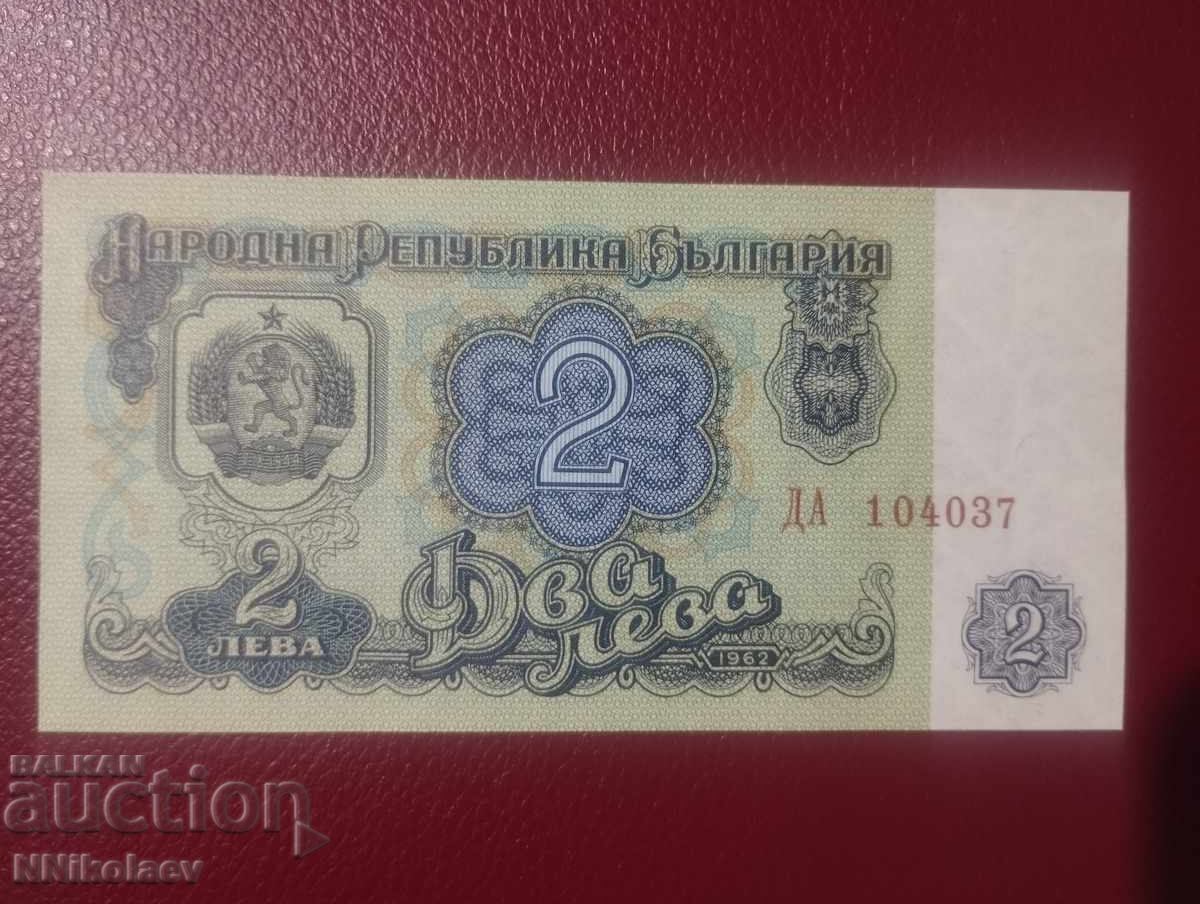 Народна Република България
2
ДА 104037
2
ЛЕВА
Два
лева
1962
2
BALKAN
auction
NNikolaev